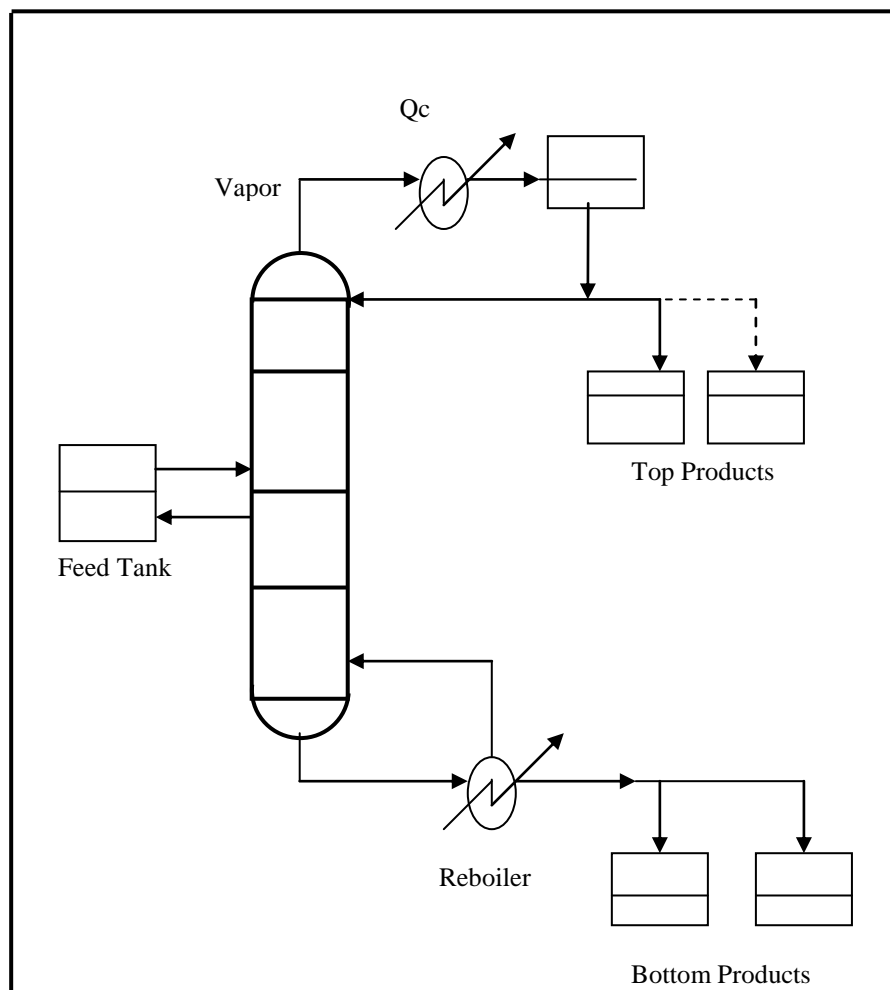 Qc
Vapor
Top Products
Feed Tank
Reboiler
Bottom Products